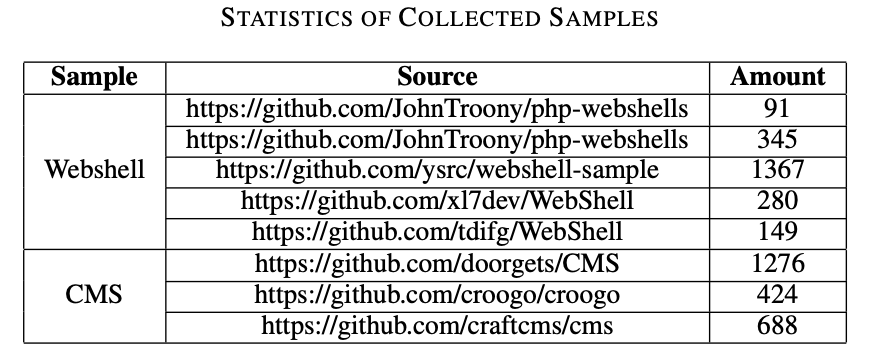 STATISTICS OF COLLECTED SAMPLES
Sample Source Amount
https://github.com/JohnTroony/php-webshells 91
https://github.com/JohnTroony/php-webshells 345
Webshell https://github.com/ysrc/webshell-sample 1367
https://github.com/xl7dev/WebShell 280
https://github.com/tdifg/WebShell 149
https://github.com/doorgets/CMS 1276
CMS https://github.com/croogo/croogo 424
https://github.com/craftcms/cms 688